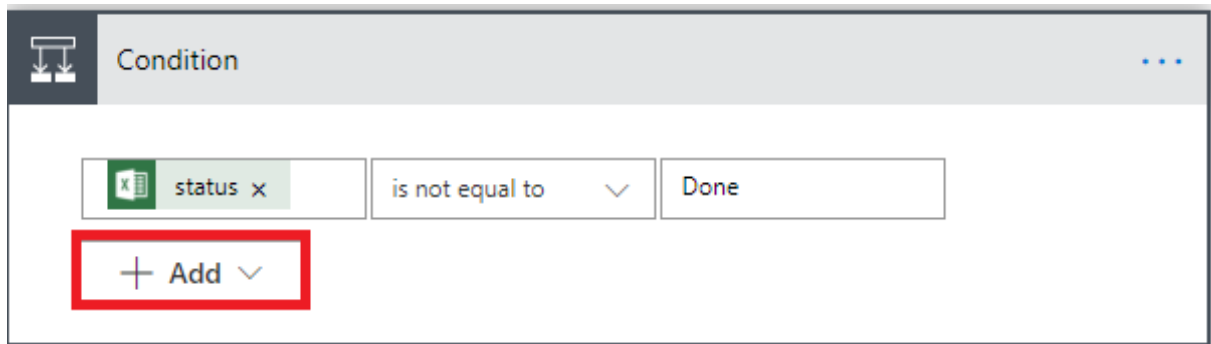 Condition
status x is not equal to Done
+ Add